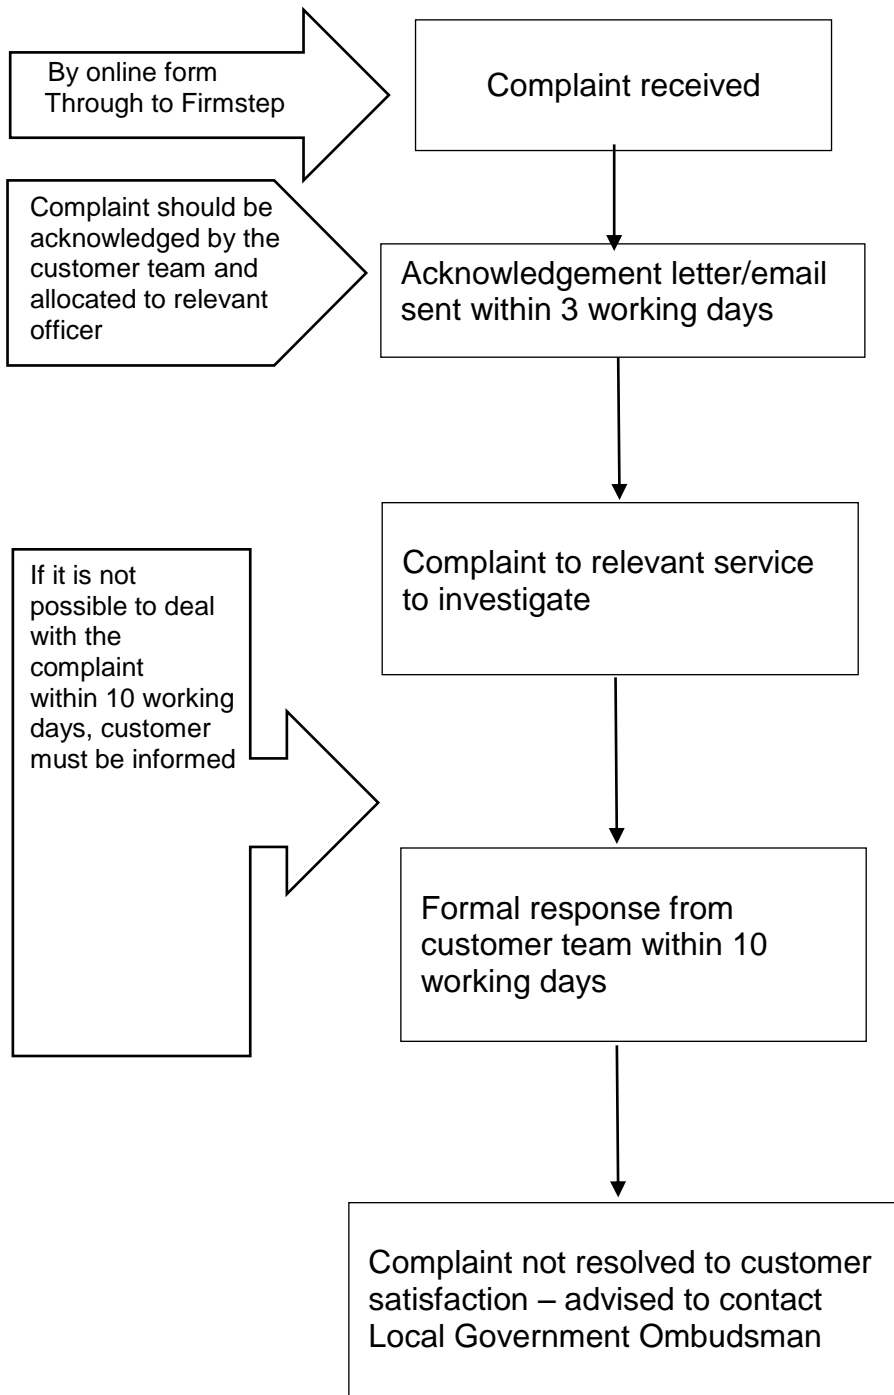 By online form
Through to Firmstep
Complaint received
Complaint should be
acknowledged by the
customer team and
allocated to relevant
officer
Acknowledgement letter/email
sent within 3 working days
Complaint to relevant service
to investigate
If it is not
possible to deal
with the
complaint
within 10 working
days, customer
must be informed
Formal response from
customer team within 10
working days
Complaint not resolved to customer
satisfaction – advised to contact
Local Government Ombudsman